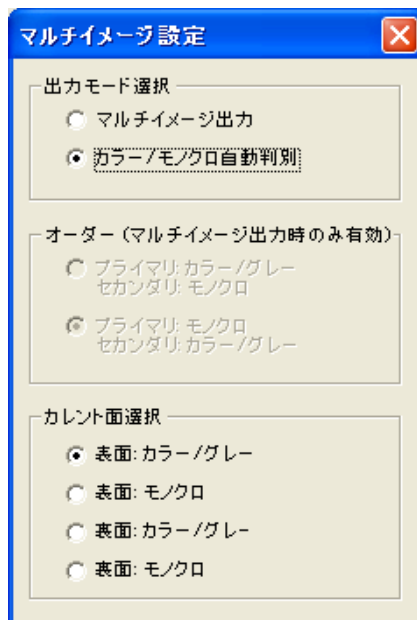 マルチイメージ設定
出力モード選択
マルチイメージ出力
カラー/モノクロ自動判別
オーダー(マルチイメージ出力時のみ有効)
プライマリ:カラー/グレー
セカンダリ:モノクロ
プライマリ:モノクロ
セカンダリ:カラー/グレー
カレント面選択
表面:カラー/グレー
表面:モノクロ
裏面:カラー/グレー
裏面:モノクロ